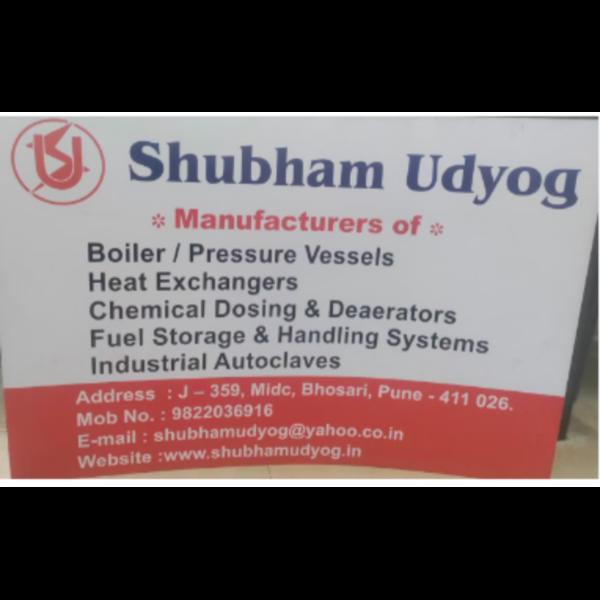 Shubham Udyog
* Manufacturers of *
Boiler / Pressure Vessels
Heat Exchangers
Chemical Dosing & Deaerators
Fuel Storage & Handling Systems
Industrial Autoclaves
Address : J – 359, Midc, Bhosari, Pune - 411 026.
Mob No. : 9822036916
E-mail : shubhamudyog@yahoo.co.in
Website :www.shubhamudyog.in